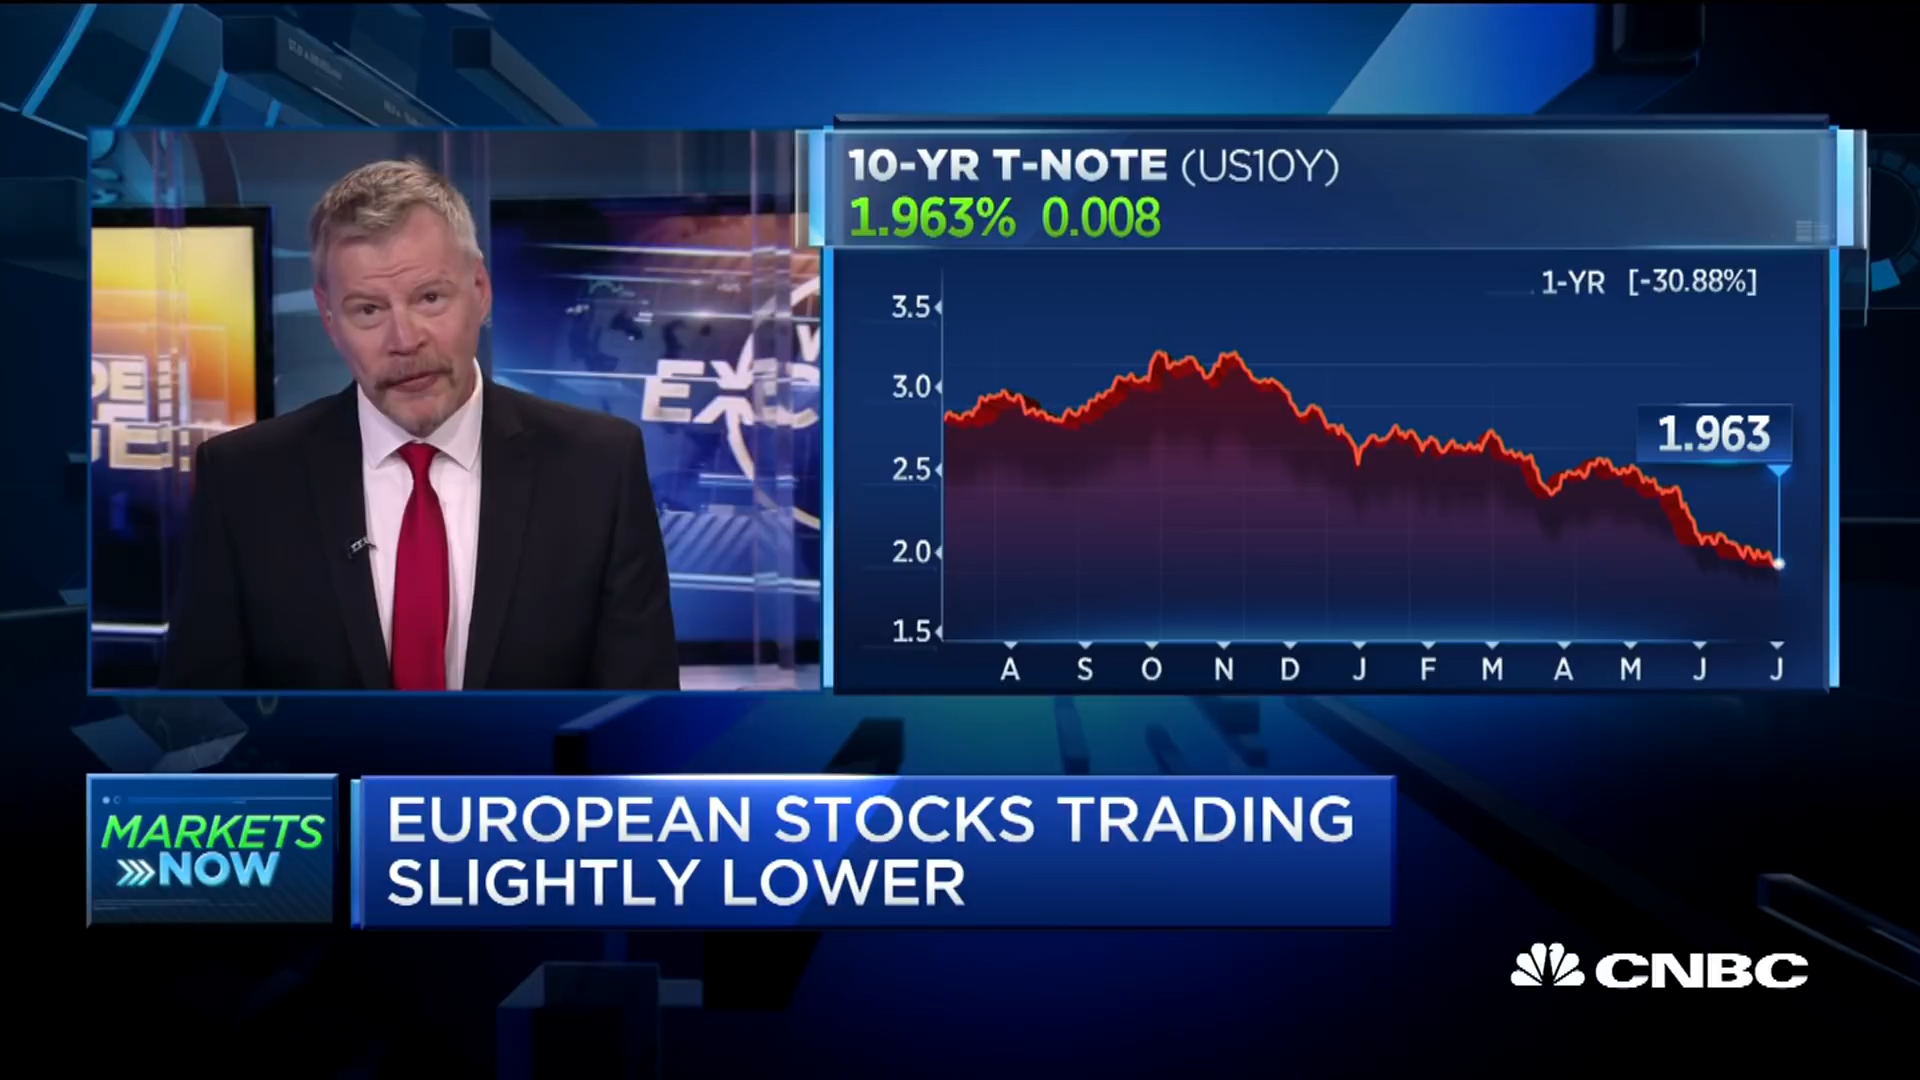 10-YR T-NOTE (US10Y)
1.963% 0.008
1-YR [-30.88%]
3.5
3.0
2.5
2.0
1.5
1.963
A S O N D J F M A M J J
EXC
MARKETS
NOW
EUROPEAN STOCKS TRADING
SLIGHTLY LOWER
CNBC